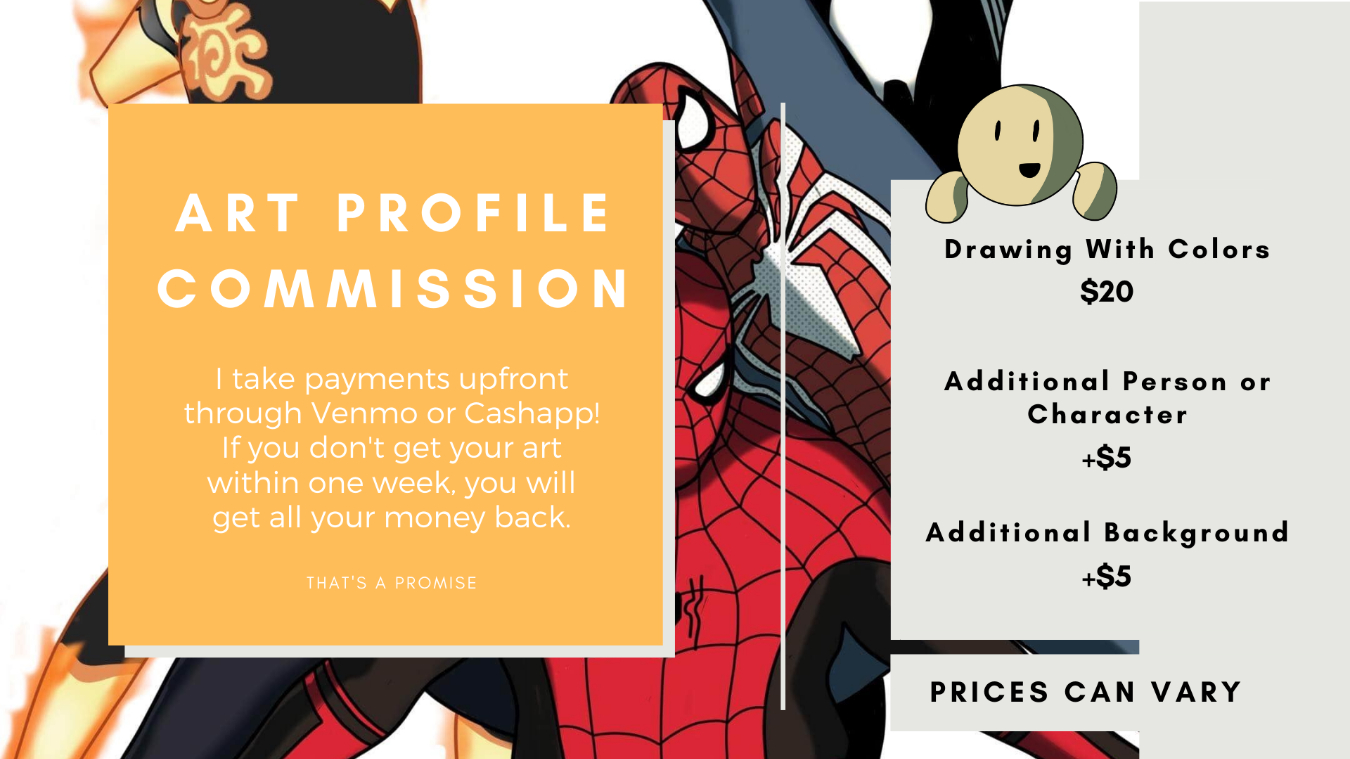 ART PROFILE
COMMISSION
I take payments upfront
through Venmo or Cashapp!
If you don't get your art
within one week, you will
get all your money back.
THAT'S A PROMISE
Drawing With Colors
$20
Additional Person or
Character
+$5
Additional Background
+$5
PRICES CAN VARY